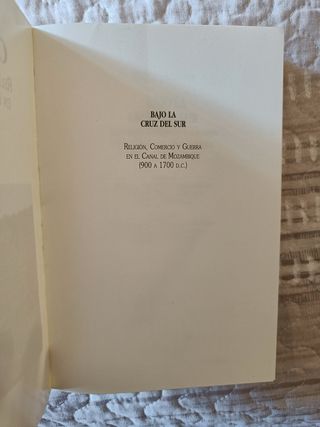 BAJO LA
CRUZ DEL SUR
RELIGIÓN, COMERCIO Y GUERRA
EN EL CANAL DE MOZAMBIQUE
(900 A 1700 D.C.)